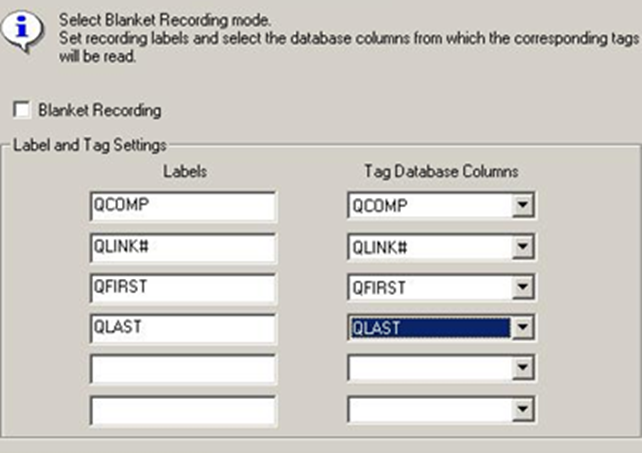 Select Blanket Recording mode.
Set recording labels and select the database columns from which the corresponding tags
will be read.
Blanket Recording
Label and Tag Settings
Labels Tag Database Columns
QCOMP QCOMP
QLINK# QLINK#
QFIRST QFIRST
QLAST QLAST